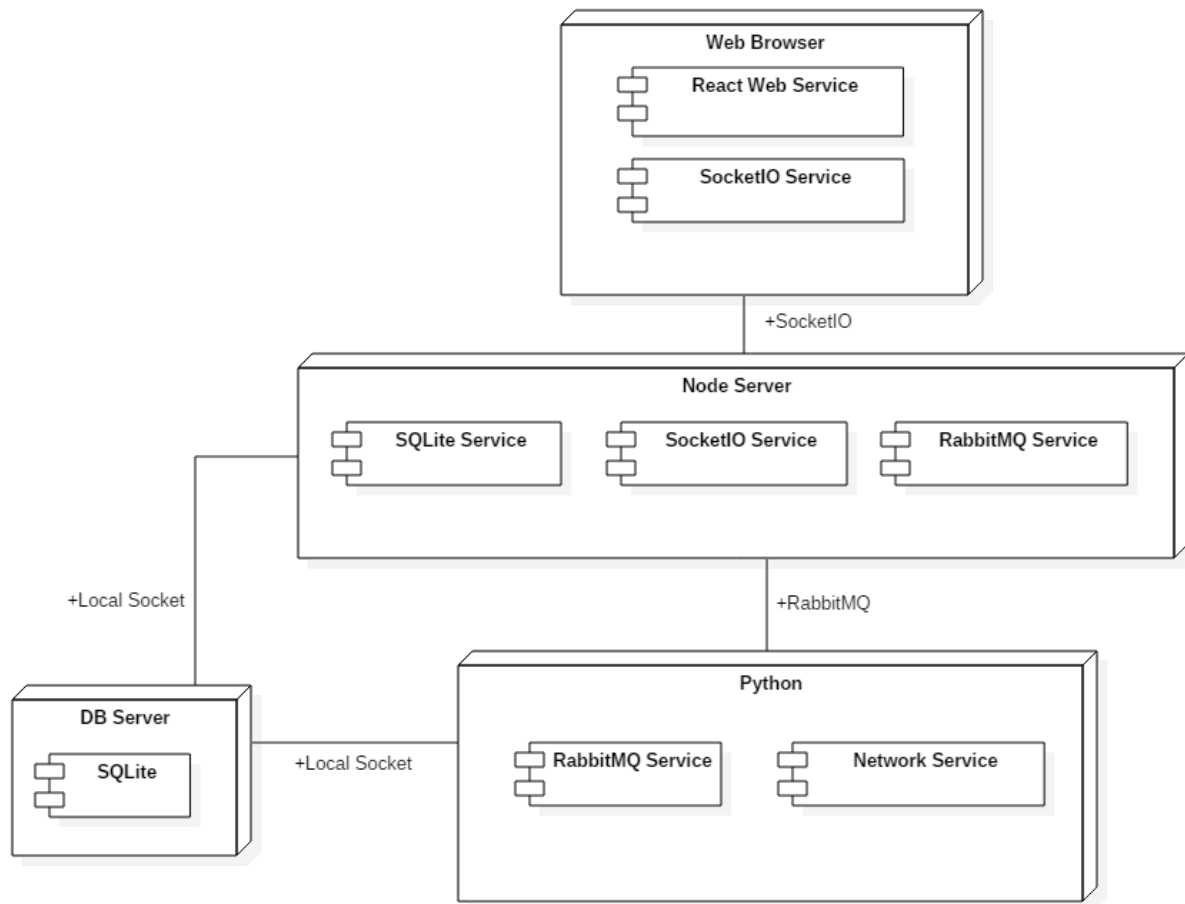 Web Browser
React Web Service
SocketIO Service
+SocketIO
Node Server
SQLite Service
SocketIO Service
RabbitMQ Service
+Local Socket
+RabbitMQ
Python
DB Server
SQLite
+Local Socket
RabbitMQ Service
Network Service